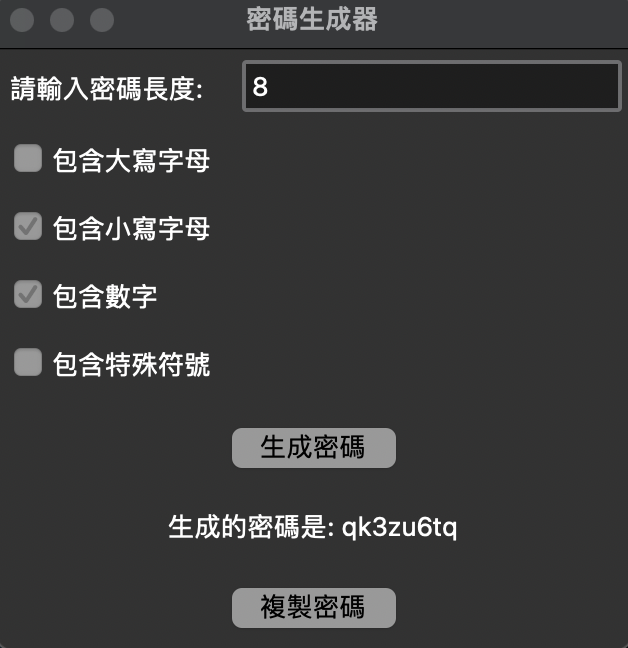 密碼生成器
請輸入密碼長度: 8
包含大寫字母
包含小寫字母
包含數字
包含特殊符號
生成密碼
生成的密碼是: qk3zu6tq
複製密碼